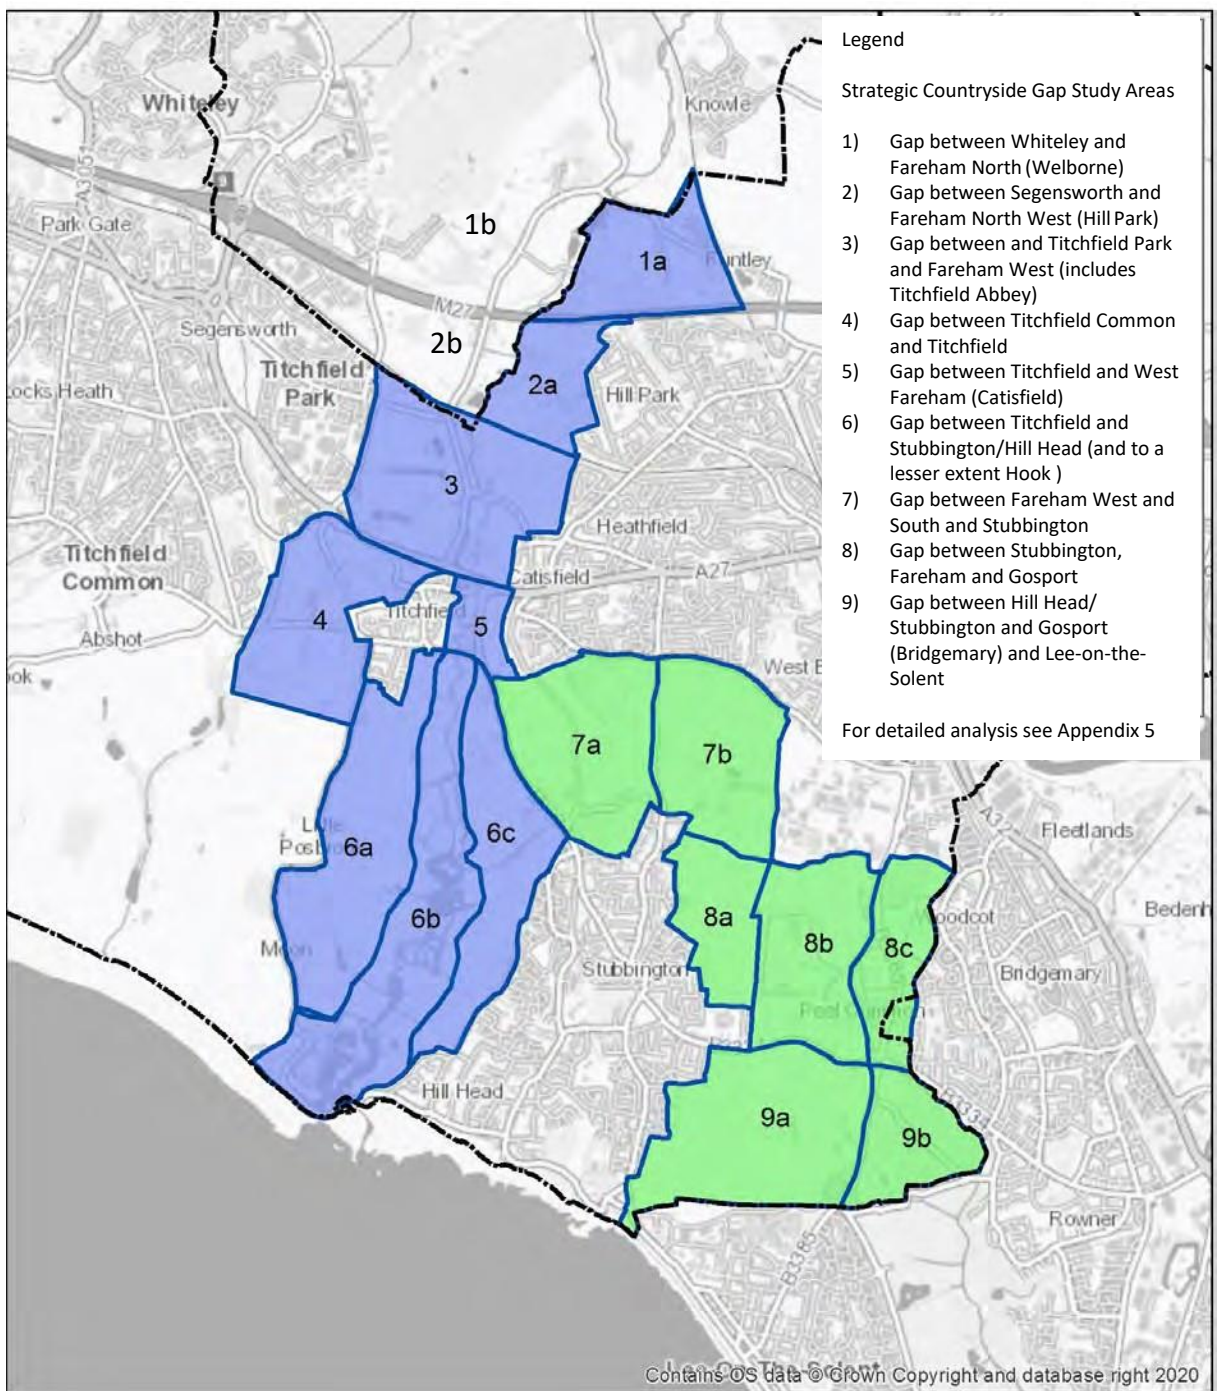 Legend
Strategic Countryside Gap Study Areas
1) Gap between Whiteley and
Fareham North (Welborne)
2) Gap between Segensworth and
Fareham North West (Hill Park)
3) Gap between and Titchfield Park
and Fareham West (includes
Titchfield Abbey)
4) Gap between Titchfield Common
and Titchfield
5) Gap between Titchfield and West
Fareham (Catisfield)
6) Gap between Titchfield and
Stubbington/Hill Head (and to a
lesser extent Hook )
7) Gap between Fareham West and
South and Stubbington
8) Gap between Stubbington,
Fareham and Gosport
9) Gap between Hill Head/
Stubbington and Gosport
(Bridgemary) and Lee-on-the-
Solent
For detailed analysis see Appendix 5
Whiteley
Knowle
A3051
Park Gate
1b
1a
M27
Segensworth
2b
Titchfield
Park
2a
Hill Park
Locks Heath
3
Heathfield
Titchfield
Common
Catisfield
A27
4
Titchfield
5
Abshot
7a
7b
A32
Fleetlands
6a
6c
8a
6b
8b
8c
Stubbington
Bridgemary
Hill Head
9a
9b
Rowner
B3385
Contains OS data © Crown Copyright and database right 2020